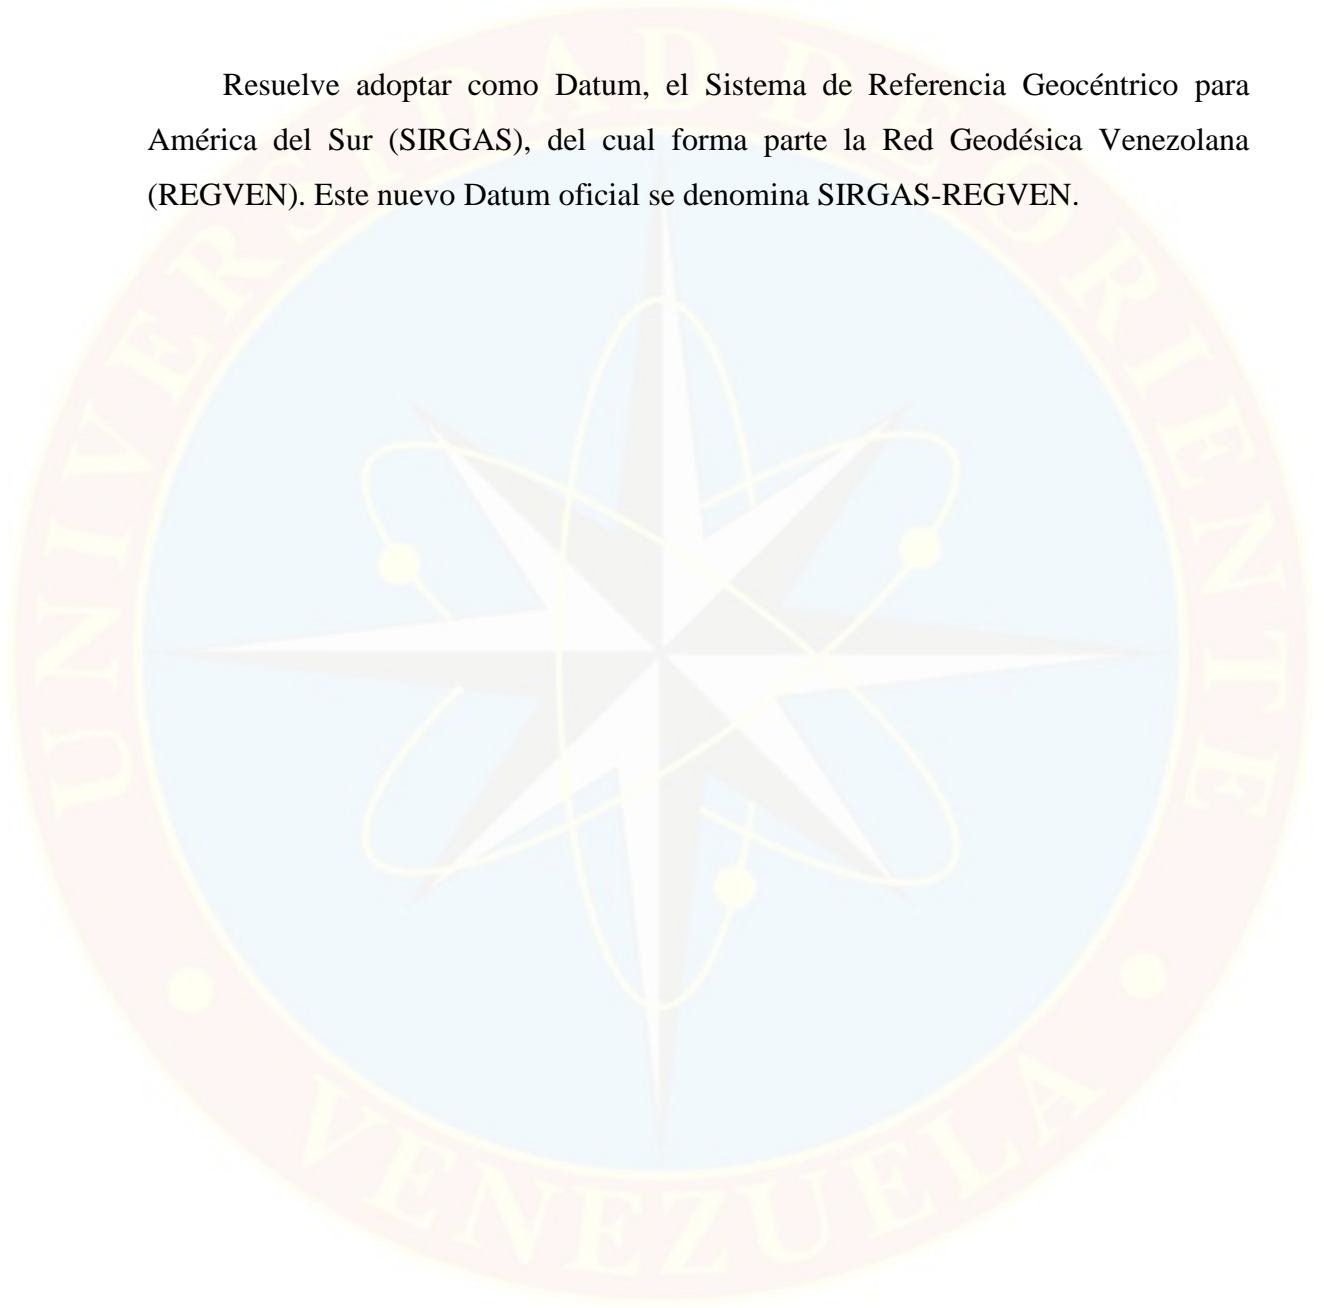 Resuelve adoptar como Datum, el Sistema de Referencia Geocéntrico para
América del Sur (SIRGAS), del cual forma parte la Red Geodésica Venezolana
(REGVEN). Este nuevo Datum oficial se denomina SIRGAS-REGVEN.
UNIVERSIDAD DE ORIENTE
VENEZUELA